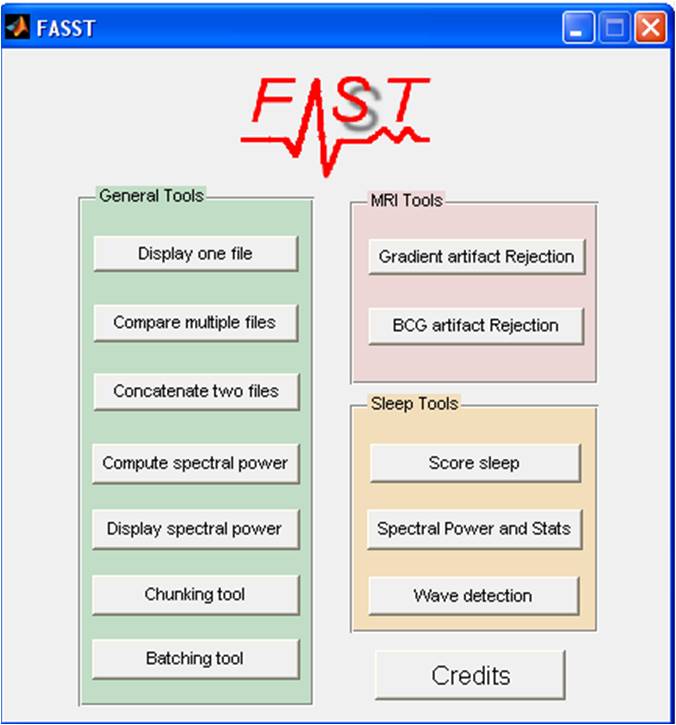 FASST
FASST
General Tools
Display one file
Compare multiple files
Concatenate two files
Compute spectral power
Display spectral power
Chunking tool
Batching tool
MRI Tools
Gradient artifact Rejection
BCG artifact Rejection
Sleep Tools
Score sleep
Spectral Power and Stats
Wave detection
Credits